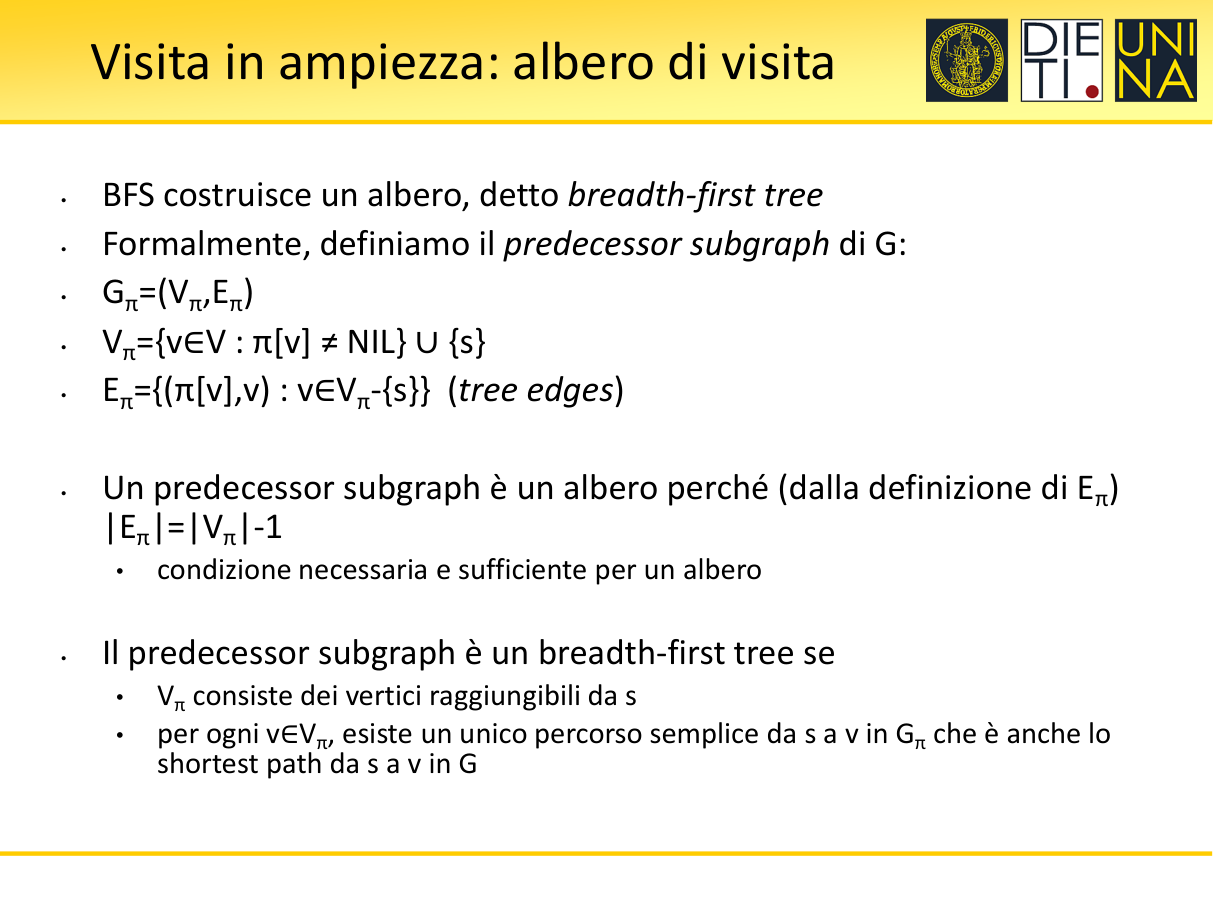 Visita in ampiezza: albero di visita
DIE
TI.
UNI
NA
• BFS costruisce un albero, detto breadth-first tree
• Formalmente, definiamo il predecessor subgraph di G:
• Gπ=(Vπ,Eπ)
• Vπ={v∈V : π[v] ≠ NIL} ∪ {s}
• Eπ={(π[v],v) : v∈Vπ-{s}} (tree edges)
• Un predecessor subgraph è un albero perché (dalla definizione di Eπ)
|Eπ|=|Vπ|-1
• condizione necessaria e sufficiente per un albero
• Il predecessor subgraph è un breadth-first tree se
• Vπ consiste dei vertici raggiungibili da s
• per ogni v∈Vπ, esiste un unico percorso semplice da s a v in Gπ che è anche lo
shortest path da s a v in G